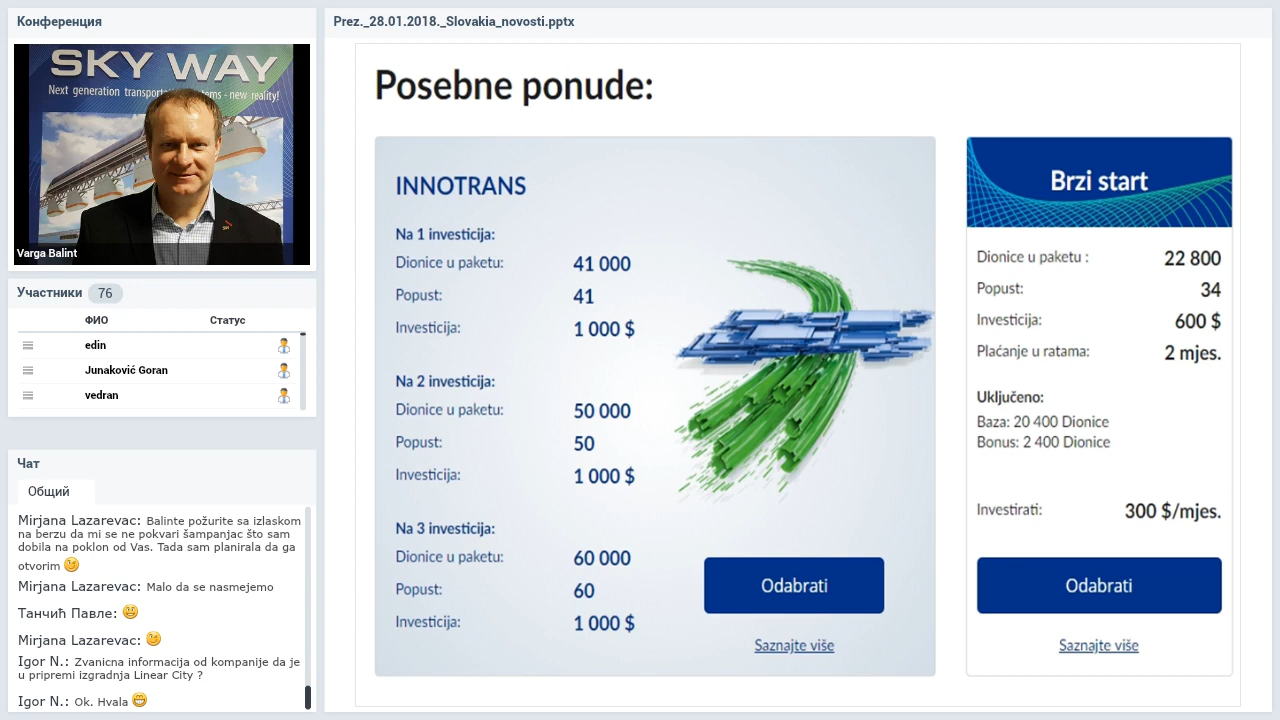 Конференция
SKY WAY
Next generation transportation systems - new reality!
Varga Balint
Участники 76
ФИО Статус
edin
Junaković Goran
vedran
Чат
Общий
Mirjana Lazarevac: Balinte požurite sa izlaskom
na berzu da mi se ne pokvari šampanjac što sam
dobila na poklon od Vas. Tada sam planirala da ga
otvorim
Mirjana Lazarevac: Malo da se nasmejemo
Танчић Павле:
Mirjana Lazarevac:
Igor N.: Zvanicna informacija od kompanije da je
u pripremi izgradnja Linear City ?
Igor N.: Ok. Hvala
Prez._28.01.2018._Slovakia_novosti.pptx
Posebne ponude:
INNOTRANS
Na 1 investicija:
Dionice u paketu: 41 000
Popust: 41
Investicija: 1 000 $
Na 2 investicija:
Dionice u paketu: 50 000
Popust: 50
Investicija: 1 000 $
Na 3 investicija:
Dionice u paketu: 60 000
Popust: 60
Investicija: 1 000 $
Odabrati
Saznajte više
Brzi start
Dionice u paketu : 22 800
Popust: 34
Investicija: 600 $
Plaćanje u ratama: 2 mjes.
Uključeno:
Baza: 20 400 Dionice
Bonus: 2 400 Dionice
Investirati: 300 $/mjes.
Odabrati
Saznajte više